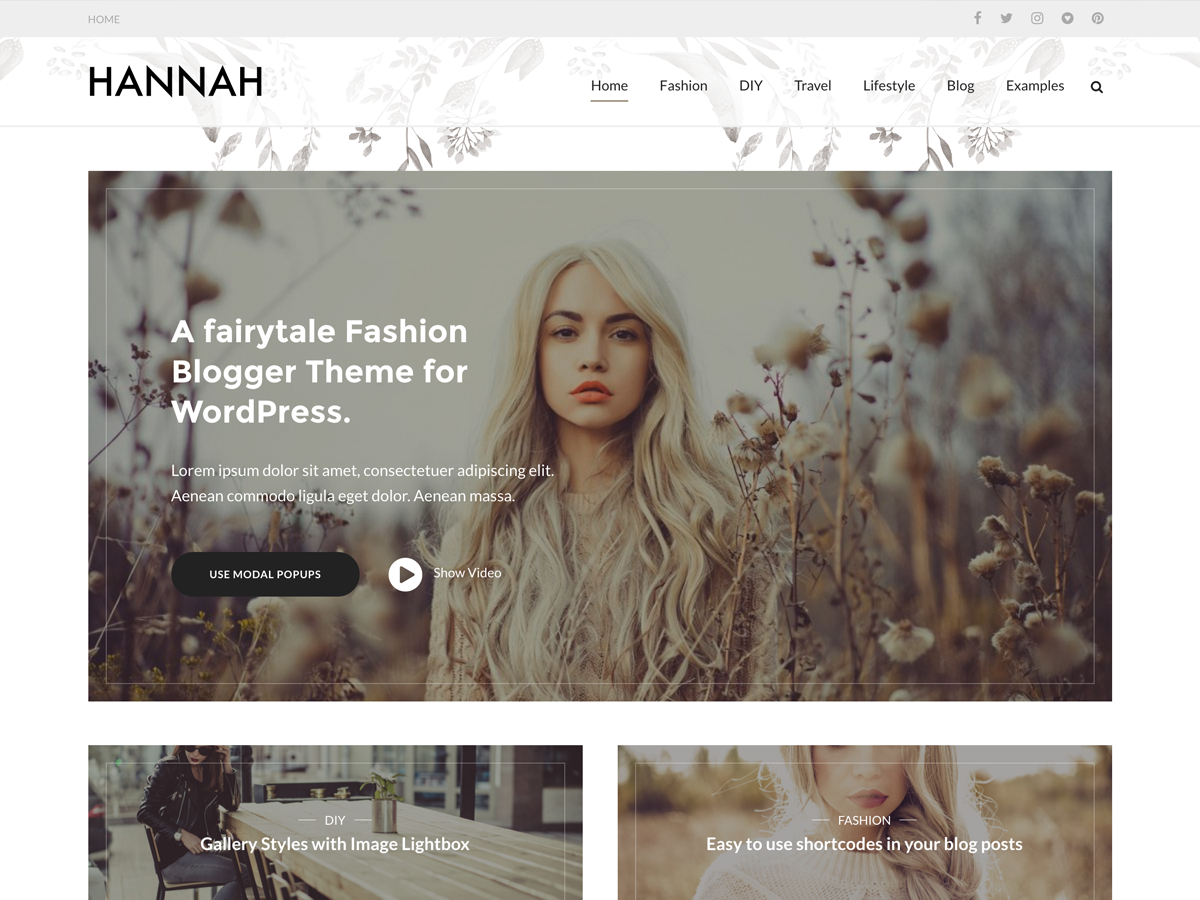 HOME
HANNAH
Home Fashion DIY Travel Lifestyle Blog Examples
A fairytale Fashion
Blogger Theme for
WordPress.
Lorem ipsum dolor sit amet, consectetuer adipiscing elit.
Aenean commodo ligula eget dolor. Aenean massa.
USE MODAL POPUPS
Show Video
DIY
Gallery Styles with Image Lightbox
FASHION
Easy to use shortcodes in your blog posts